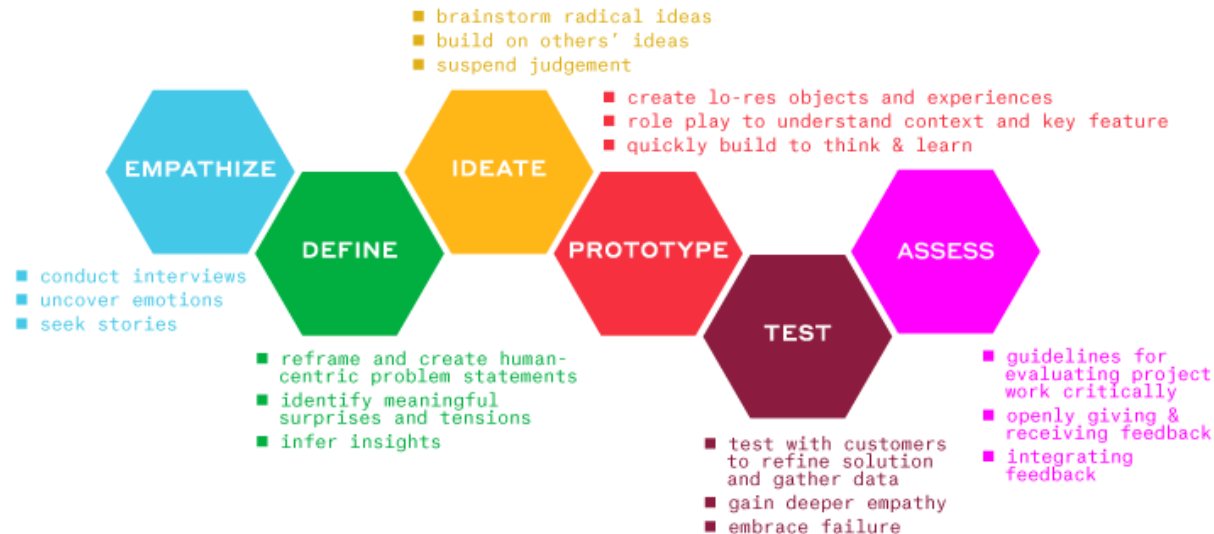 EMPATHIZE
■ conduct interviews
■ uncover emotions
■ seek stories
DEFINE
■ reframe and create human-
centric problem statements
■ identify meaningful
surprises and tensions
■ infer insights
■ brainstorm radical ideas
■ build on others' ideas
■ suspend judgement
IDEATE
■ create lo-res objects and experiences
■ role play to understand context and key feature
■ quickly build to think & learn
PROTOTYPE
TEST
■ test with customers
to refine solution
and gather data
■ gain deeper empathy
■ embrace failure
ASSESS
■ guidelines for
evaluating project
work critically
■ openly giving &
receiving feedback
■ integrating
feedback